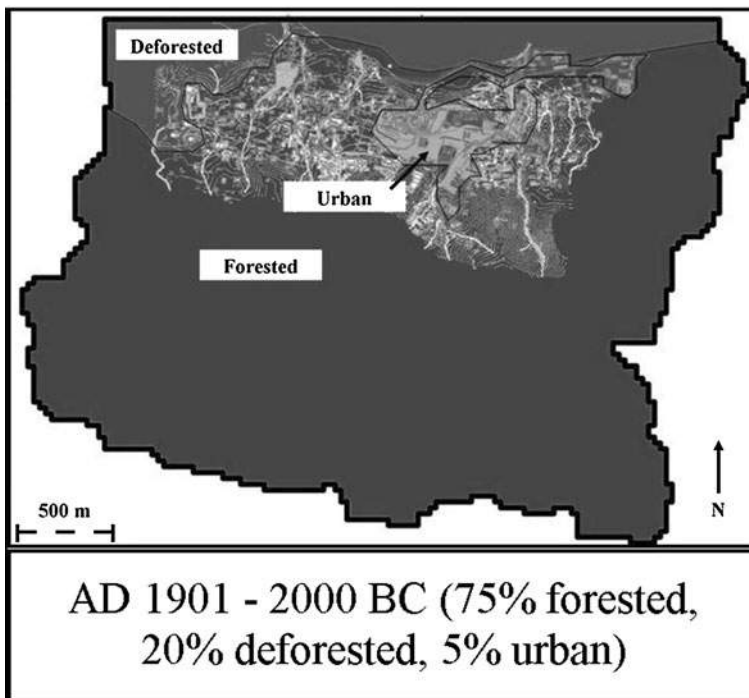 Deforested
Urban
Forested
500 m
N
AD 1901 - 2000 BC (75% forested,
20% deforested, 5% urban)